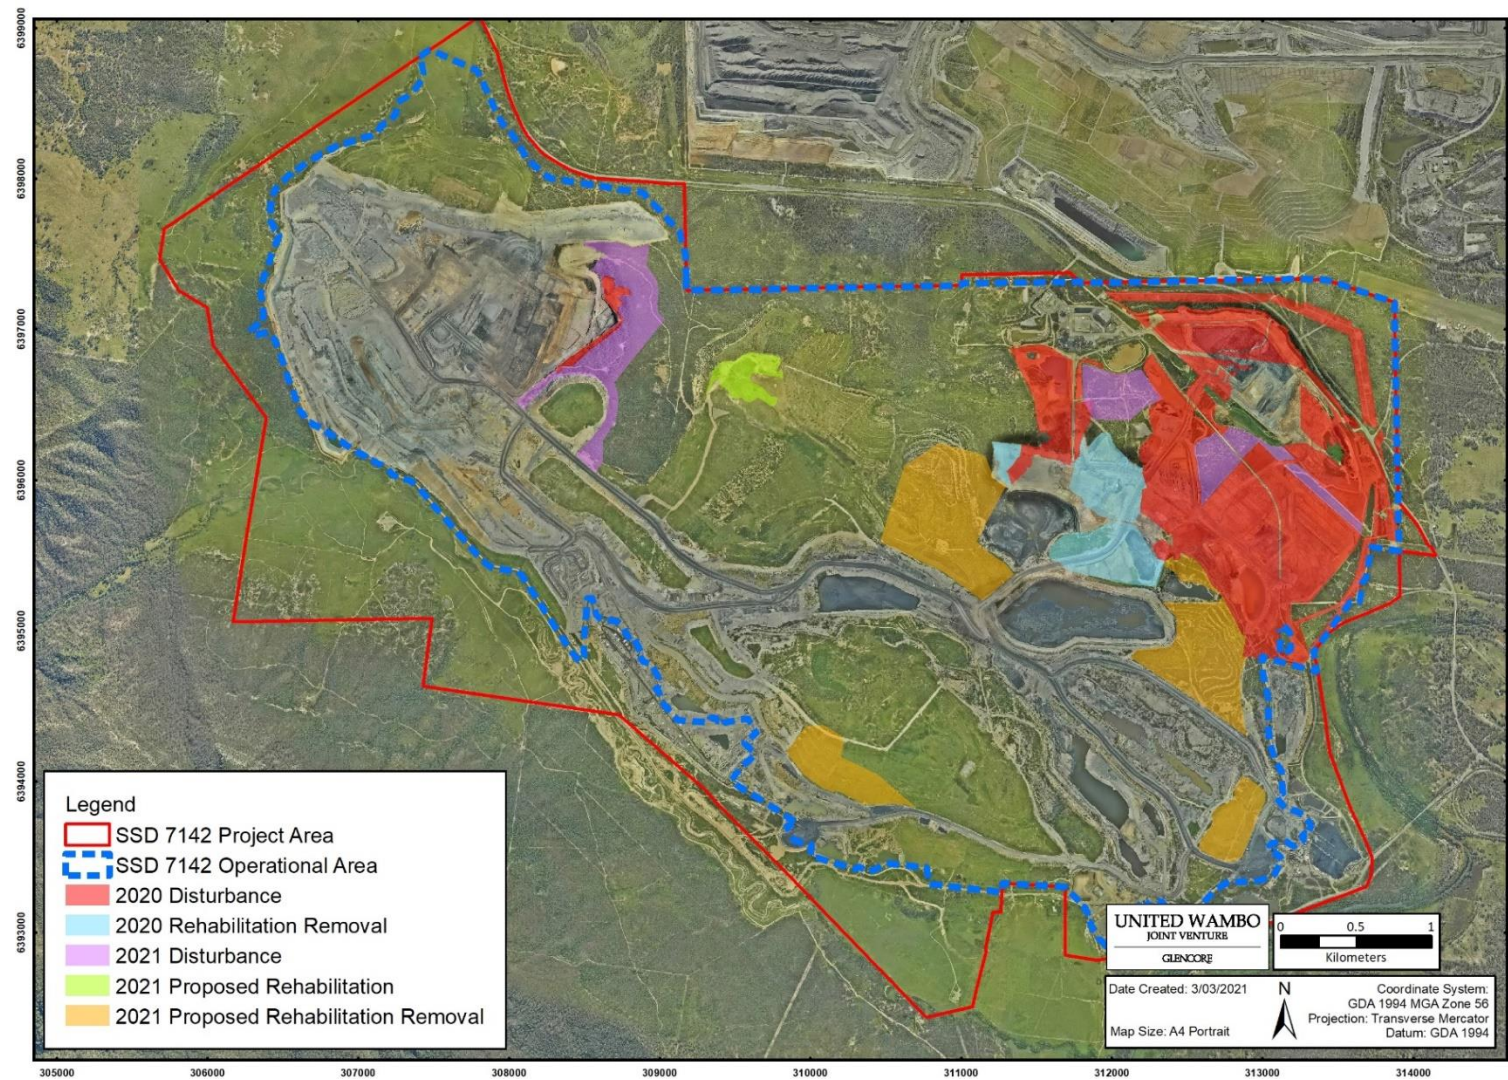 6399000
6398000
6397000
6396000
6395000
6394000
6393000
Legend
SSD 7142 Project Area
SSD 7142 Operational Area
2020 Disturbance
2020 Rehabilitation Removal
2021 Disturbance
2021 Proposed Rehabilitation
2021 Proposed Rehabilitation Removal
UNITED WAMBO
JOINT VENTURE
GLENCORE
0 0.5 1
Kilometers
Date Created: 3/03/2021
Map Size: A4 Portrait
N
Coordinate System:
GDA 1994 MGA Zone 56
Projection: Transverse Mercator
Datum: GDA 1994
305000 306000 307000 308000 309000 310000 311000 312000 313000 314000